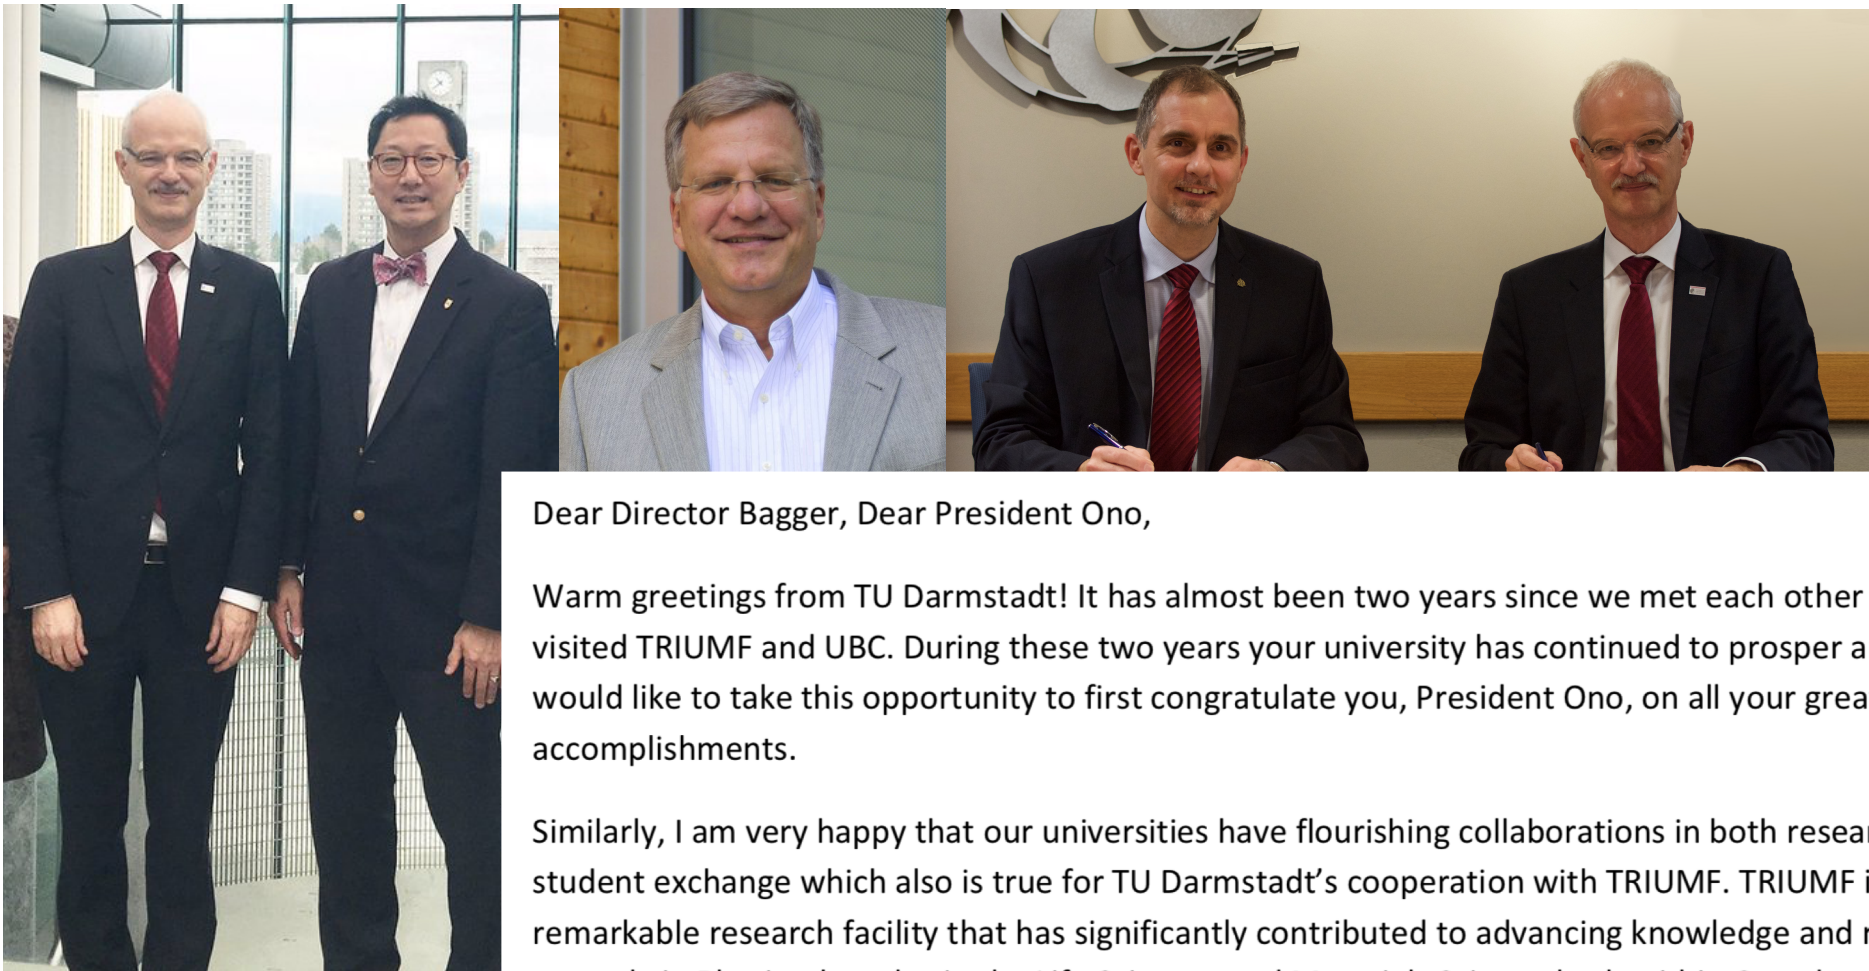 Dear Director Bagger, Dear President Ono,
Warm greetings from TU Darmstadt! It has almost been two years since we met each other
visited TRIUMF and UBC. During these two years your university has continued to prosper a
would like to take this opportunity to first congratulate you, President Ono, on all your grea
accomplishments.
Similarly, I am very happy that our universities have flourishing collaborations in both resear
student exchange which also is true for TU Darmstadt’s cooperation with TRIUMF. TRIUMF i
remarkable research facility that has significantly contributed to advancing knowledge and r